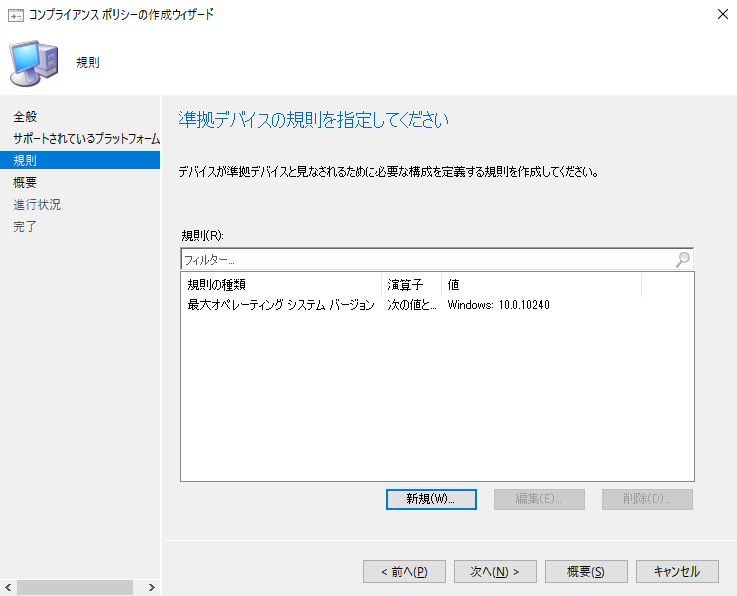 コンプライアンス ポリシーの作成ウィザード
規則
全般
サポートされているプラットフォーム
規則
概要
進行状況
完了
準拠デバイスの規則を指定してください
デバイスが準拠デバイスと見なされるために必要な構成を定義する規則を作成してください。
規則(R):
フィルター...
規則の種類 演算子 値
最大オペレーティング システム バージョン 次の値と... Windows: 10.0.10240
新規(W)... 編集(E)... 削除(D)...
< 前へ(P) 次へ(N) > 概要(S) キャンセル